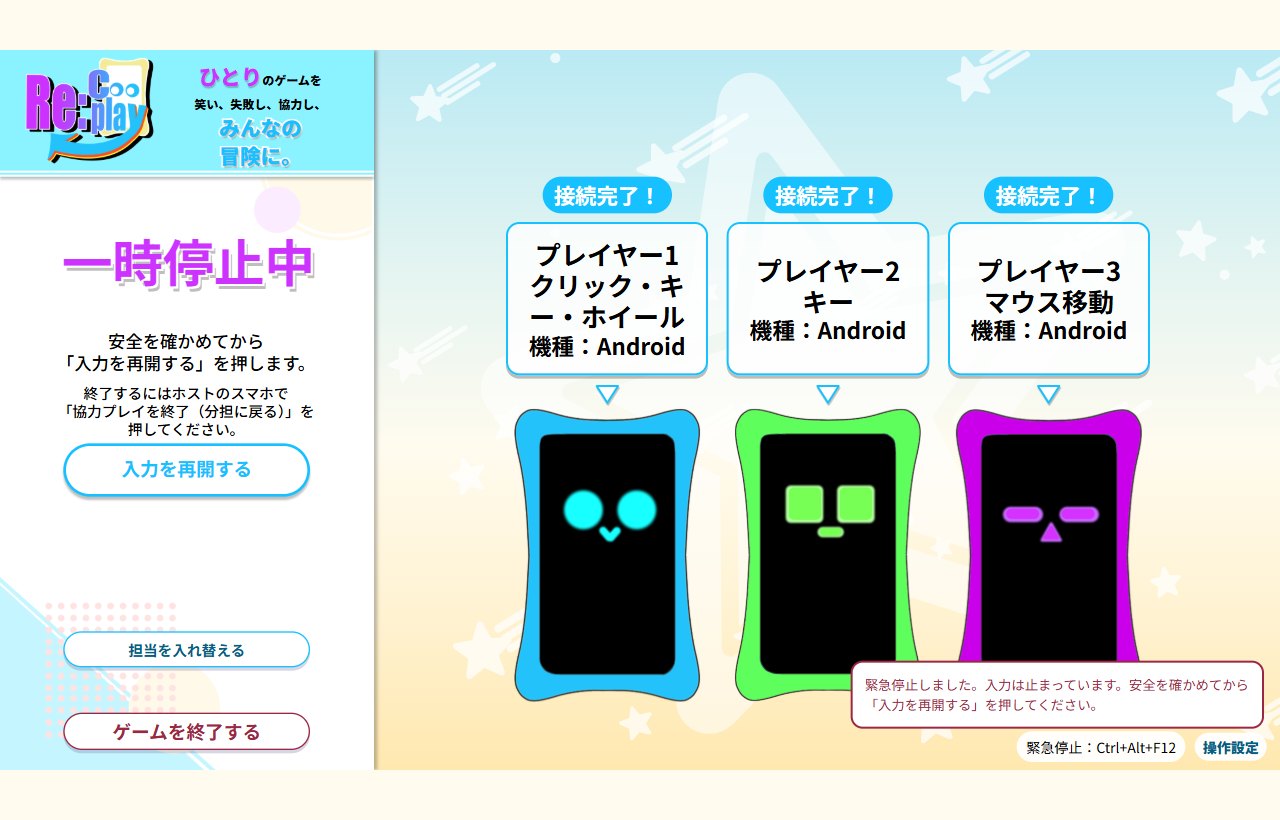 Re:Coo
play
ひとりのゲームを
笑い、失敗し、協力し、
みんなの
冒険に。
一時停止中
安全を確かめてから
「入力を再開する」を押します。
終了するにはホストのスマホで
「協力プレイを終了（分担に戻る）」を
押してください。
入力を再開する
担当を入れ替える
ゲームを終了する
接続完了！
プレイヤー1
クリック・キ
ー・ホイール
機種：Android
接続完了！
プレイヤー2
キー
機種：Android
接続完了！
プレイヤー3
マウス移動
機種：Android
緊急停止しました。入力は止まっています。安全を確かめてから
「入力を再開する」を押してください。
緊急停止：Ctrl+Alt+F12
操作設定